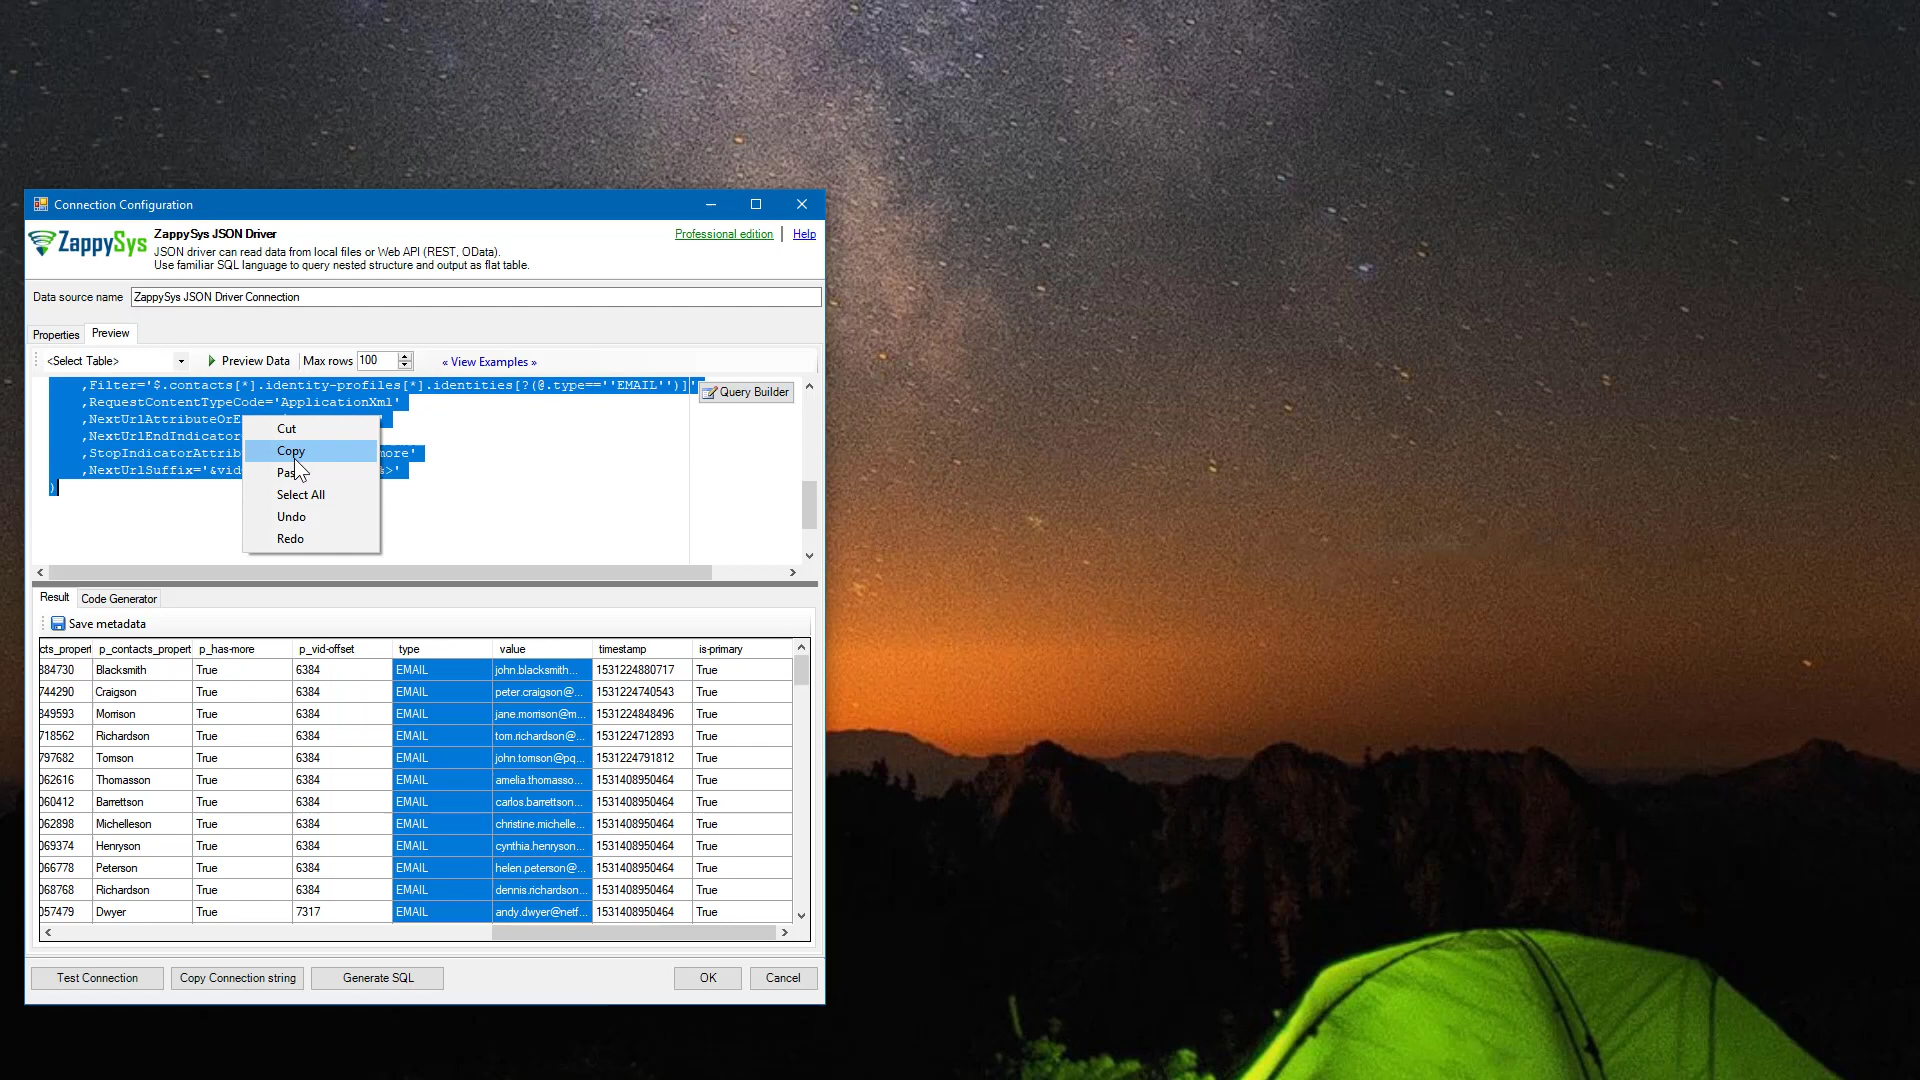 Connection Configuration
ZappySys
ZappySys JSON Driver
JSON driver can read data from local files or Web API (REST, OData).
Use familiar SQL language to query nested structure and output as flat table.
Professional edition | Help
Data source name ZappySys JSON Driver Connection
Properties Preview
<Select Table> Preview Data Max rows 100 « View Examples »
,Filter='$.contacts[*].identity-profiles[*].identities[?(@.type==''EMAIL'')]'
Query Builder
,RequestContentTypeCode='ApplicationXml'
,NextUrlAttributeOrE
,NextUrlEndIndicator
,StopIndicatorAttrib more'
,NextUrlSuffix='&vid %>'
)
Cut
Copy
Pas
Select All
Undo
Redo
Result Code Generator
Save metadata
cts_propert p_contacts_propert p_has-more p_vid-offset type value timestamp is-primary
384730 Blacksmith True 6384 EMAIL john.blacksmith... 1531224880717 True
744290 Craigson True 6384 EMAIL peter.craigson@... 1531224740543 True
849593 Morrison True 6384 EMAIL jane.morrison@m... 1531224848496 True
718562 Richardson True 6384 EMAIL tom.richardson@... 1531224712893 True
797682 Tomson True 6384 EMAIL john.tomson@pq... 1531224791812 True
062616 Thomasson True 6384 EMAIL amelia.thomasso... 1531408950464 True
060412 Barrettson True 6384 EMAIL carlos.barrettson... 1531408950464 True
062898 Michelleson True 6384 EMAIL christine.michelle... 1531408950464 True
069374 Henryson True 6384 EMAIL cynthia.henryson... 1531408950464 True
066778 Peterson True 6384 EMAIL helen.peterson@... 1531408950464 True
068768 Richardson True 6384 EMAIL dennis.richardson... 1531408950464 True
057479 Dwyer True 7317 EMAIL andy.dwyer@netf... 1531408950464 True
Test Connection Copy Connection string Generate SQL OK Cancel